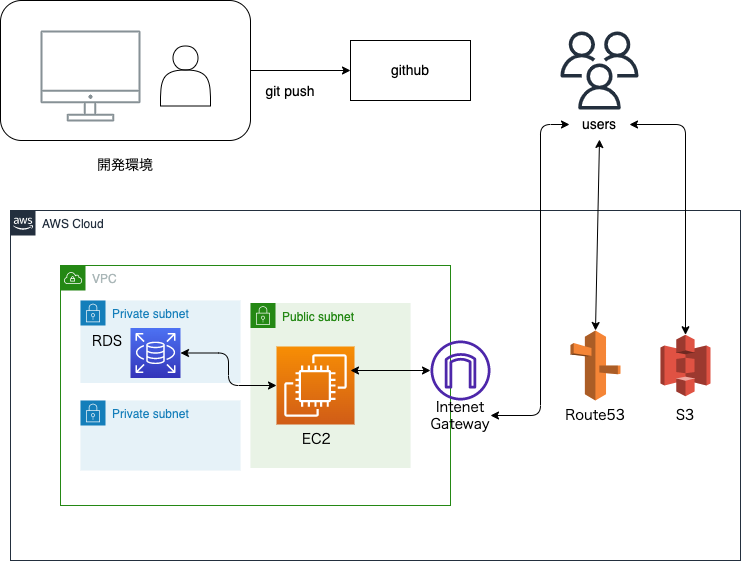 git push
github
users
開発環境
aws
AWS Cloud
VPC
Private subnet
RDS
Public subnet
EC2
Private subnet
Intenet
Gateway
Route53
S3